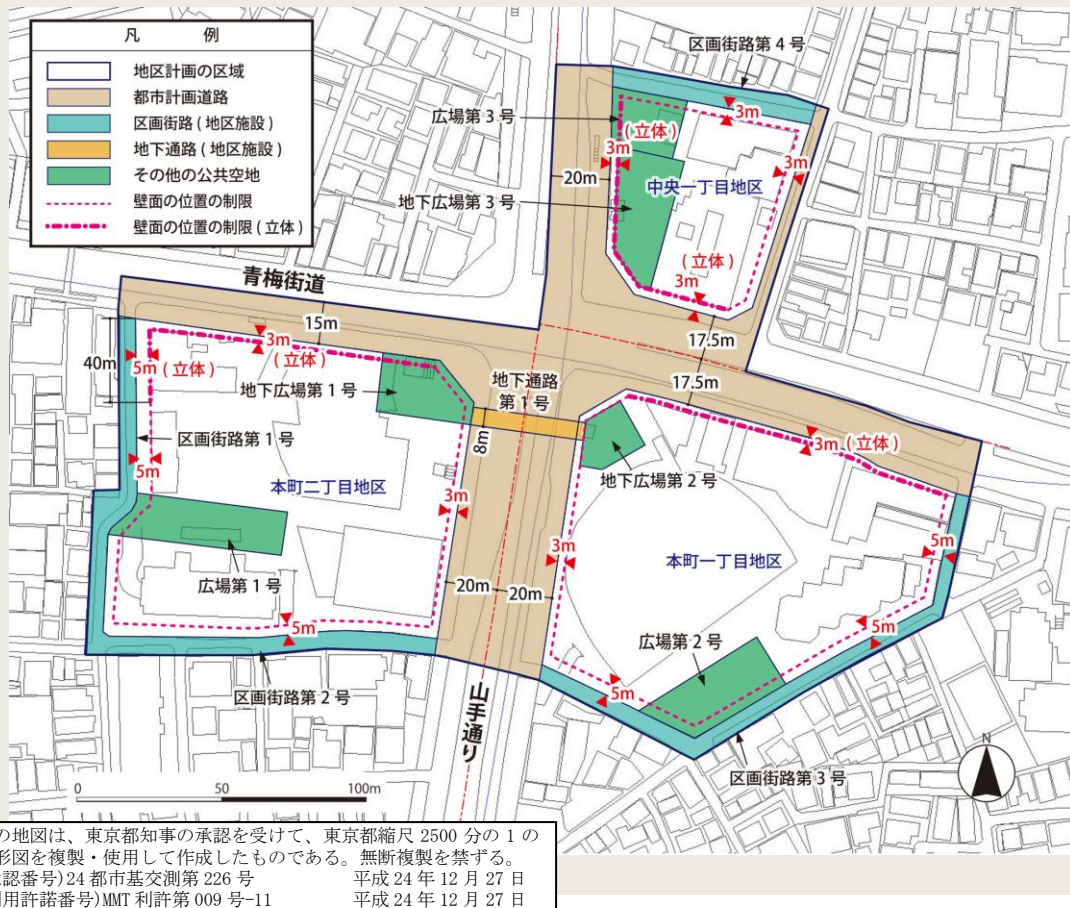 凡 例
地区計画の区域
都市計画道路
区画街路(地区施設)
地下通路(地区施設)
その他の公共空地
壁面の位置の制限
壁面の位置の制限(立体)
区画街路第4号
広場第3号
3m
(立体)
3m
3m
20m
中央一丁目地区
地下広場第3号
(立体)
3m
青梅街道
15m
3m
(立体)
17.5m
17.5m
40m
5m(立体)
地下広場第1号
地下通路
第1号
8m
区画街路第1号
5m
3m(立体)
地下広場第2号
本町二丁目地区
3m
3m
本町一丁目地区
5m
広場第1号
20m
20m
5m
5m
広場第2号
5m
区画街路第2号
山手通り
区画街路第3号
N
0 50 100m
の地図は、東京都知事の承認を受けて、東京都縮尺 2500 分の 1 の
形図を複製・使用して作成したものである。無断複製を禁ずる。
認番号)24 都市基交測第 226 号 平成 24 年 12 月 27 日
用許諾番号)MMT 利許第 009 号-11 平成 24 年 12 月 27 日